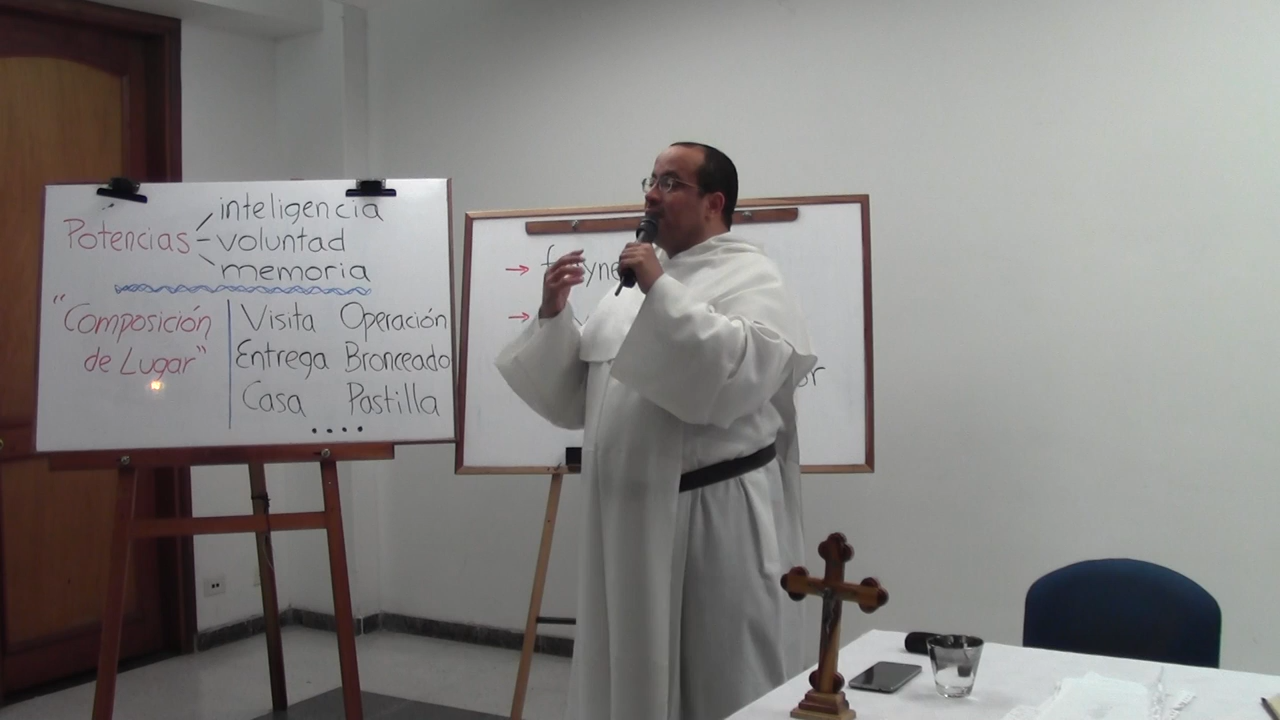 Potencias
inteligencia
voluntad
memoria
"Composición
de Lugar"
Visita Operación
Entrega Bronceado
Casa Pastilla
....
→
→